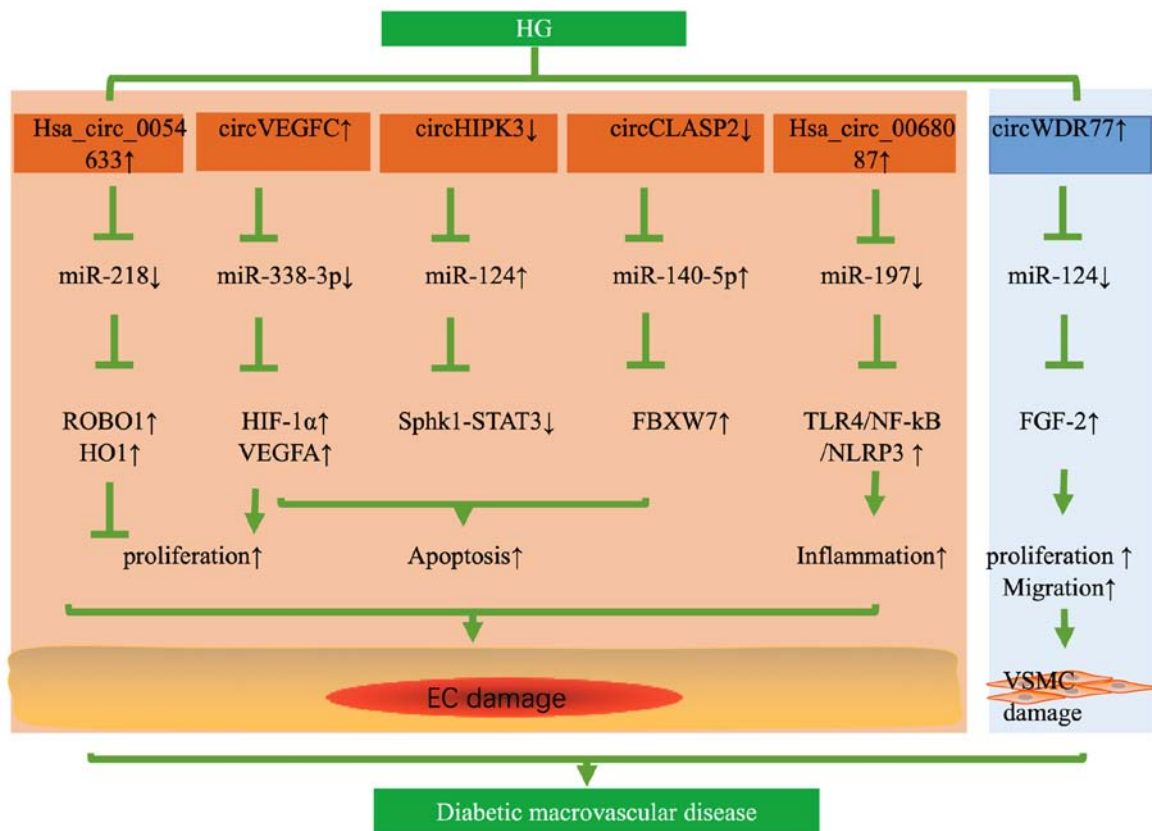 HG
Hsa_circ_0054
633↑
circVEGFC↑
circHIPK3↓
circCLASP2↓
Hsa_circ_00680
87↑
circWDR77↑
miR-218↓
miR-338-3p↓
miR-124↑
miR-140-5p↑
miR-197↓
miR-124↓
ROBO1↑
HO1↑
HIF-1α↑
VEGFA↑
Sphk1-STAT3↓
FBXW7↑
TLR4/NF-kB
/NLRP3 ↑
FGF-2↑
proliferation↑
Apoptosis↑
Inflammation↑
proliferation ↑
Migration↑
EC damage
VSMC
damage
Diabetic macrovascular disease